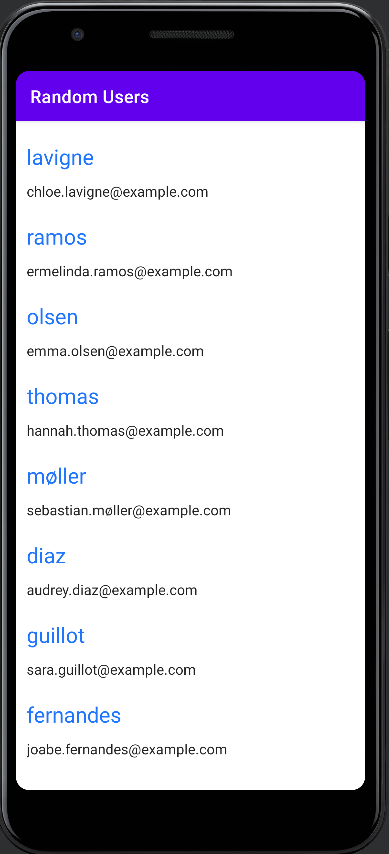 Random Users
lavigne
chloe.lavigne@example.com
ramos
ermelinda.ramos@example.com
olsen
emma.olsen@example.com
thomas
hannah.thomas@example.com
møller
sebastian.møller@example.com
diaz
audrey.diaz@example.com
guillot
sara.guillot@example.com
fernandes
joabe.fernandes@example.com